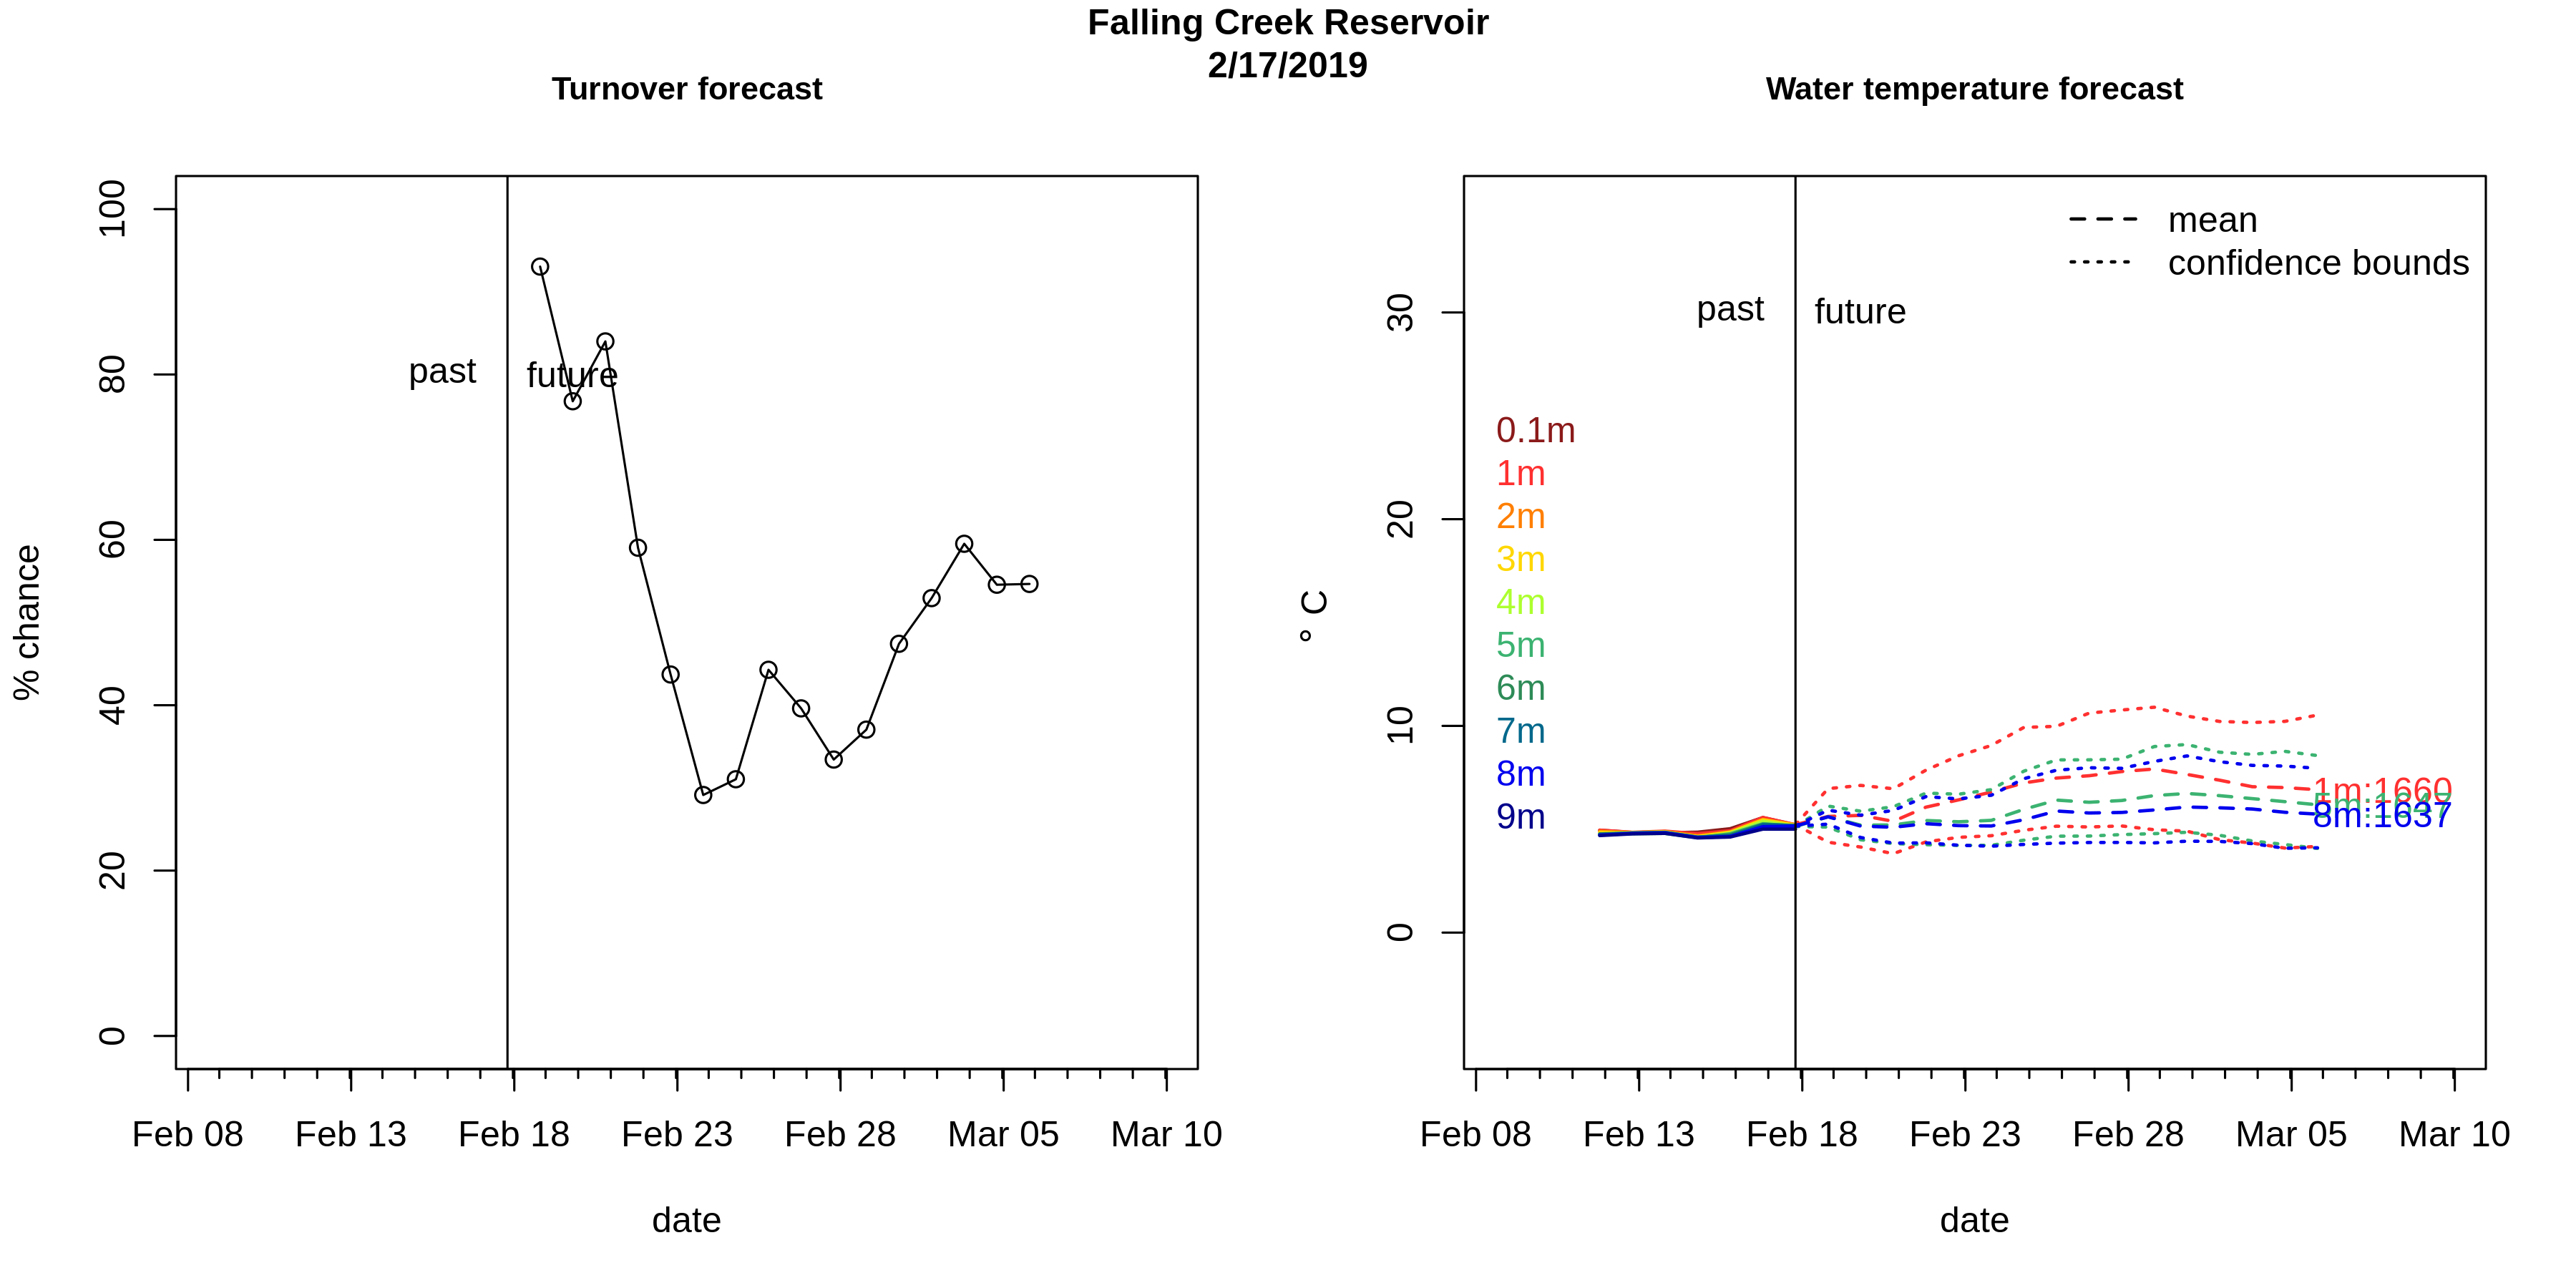 Falling Creek Reservoir
2/17/2019
Turnover forecast
% chance
100
80
60
40
20
0
past
future
Feb 08
Feb 13
Feb 18
Feb 23
Feb 28
Mar 05
Mar 10
date
Water temperature forecast
° C
30
20
10
0
mean
confidence bounds
past
future
0.1m
1m
2m
3m
4m
5m
6m
7m
8m
9m
1m:1660
8m:1637
Feb 08
Feb 13
Feb 18
Feb 23
Feb 28
Mar 05
Mar 10
date